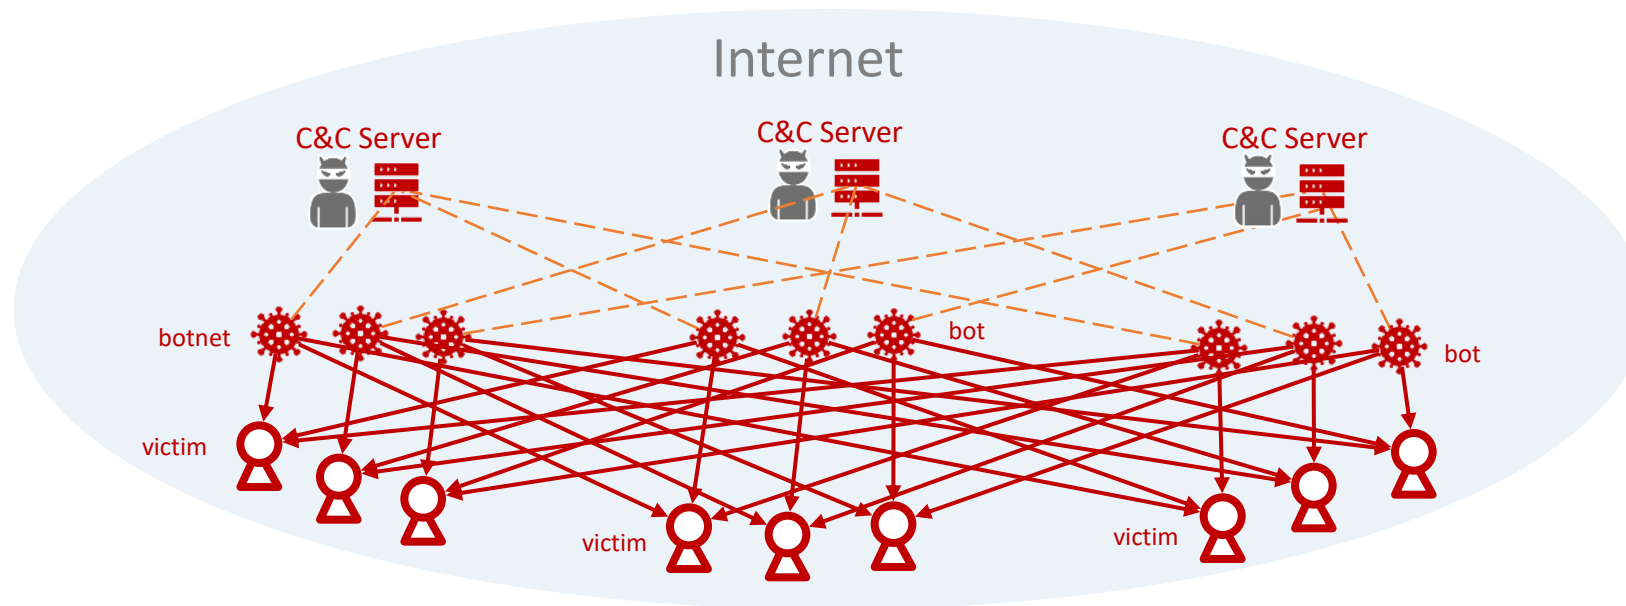 Internet
C&C Server
C&C Server
C&C Server
botnet
bot
bot
victim
victim
victim